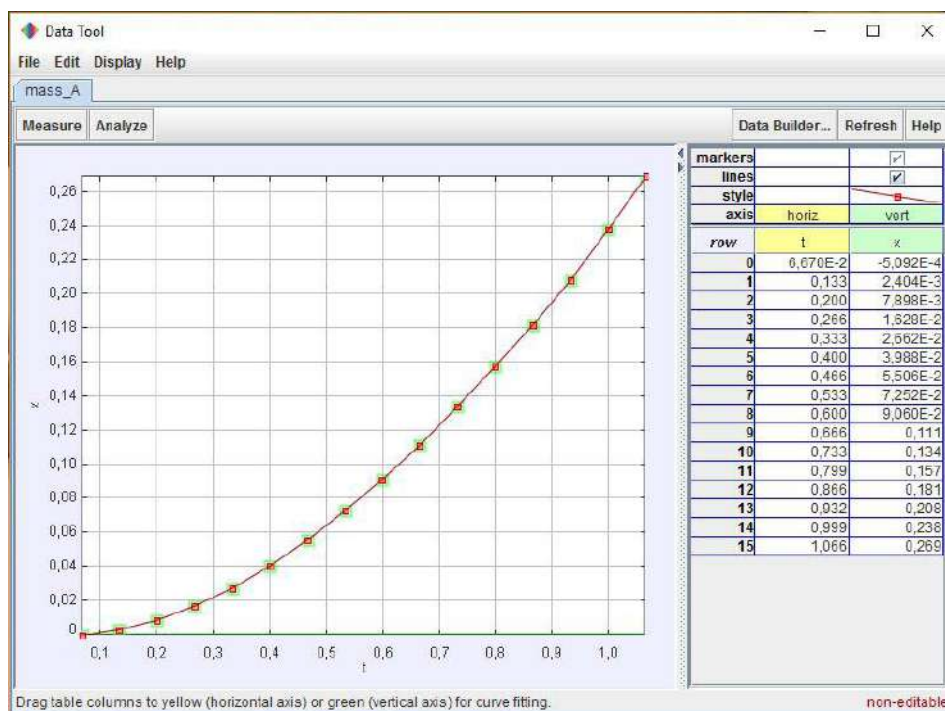 Data Tool
File Edit Display Help
mass_A
Measure Analyze Data Builder... Refresh Help
markers
lines
style
axis horiz vert
row t x
0 6,670E-2 -5,092E-4
1 0,133 2,404E-3
2 0,200 7,898E-3
3 0,266 1,628E-2
4 0,333 2,662E-2
5 0,400 3,988E-2
6 0,466 5,506E-2
7 0,533 7,252E-2
8 0,600 9,060E-2
9 0,666 0,111
10 0,733 0,134
11 0,799 0,157
12 0,866 0,181
13 0,932 0,208
14 0,999 0,238
15 1,066 0,269
0,26
0,24
0,22
0,20
0,18
0,16
0,14
0,12
0,10
0,08
0,06
0,04
0,02
0
x
0,1 0,2 0,3 0,4 0,5 0,6 0,7 0,8 0,9 1,0
t
Drag table columns to yellow (horizontal axis) or green (vertical axis) for curve fitting. non-editable